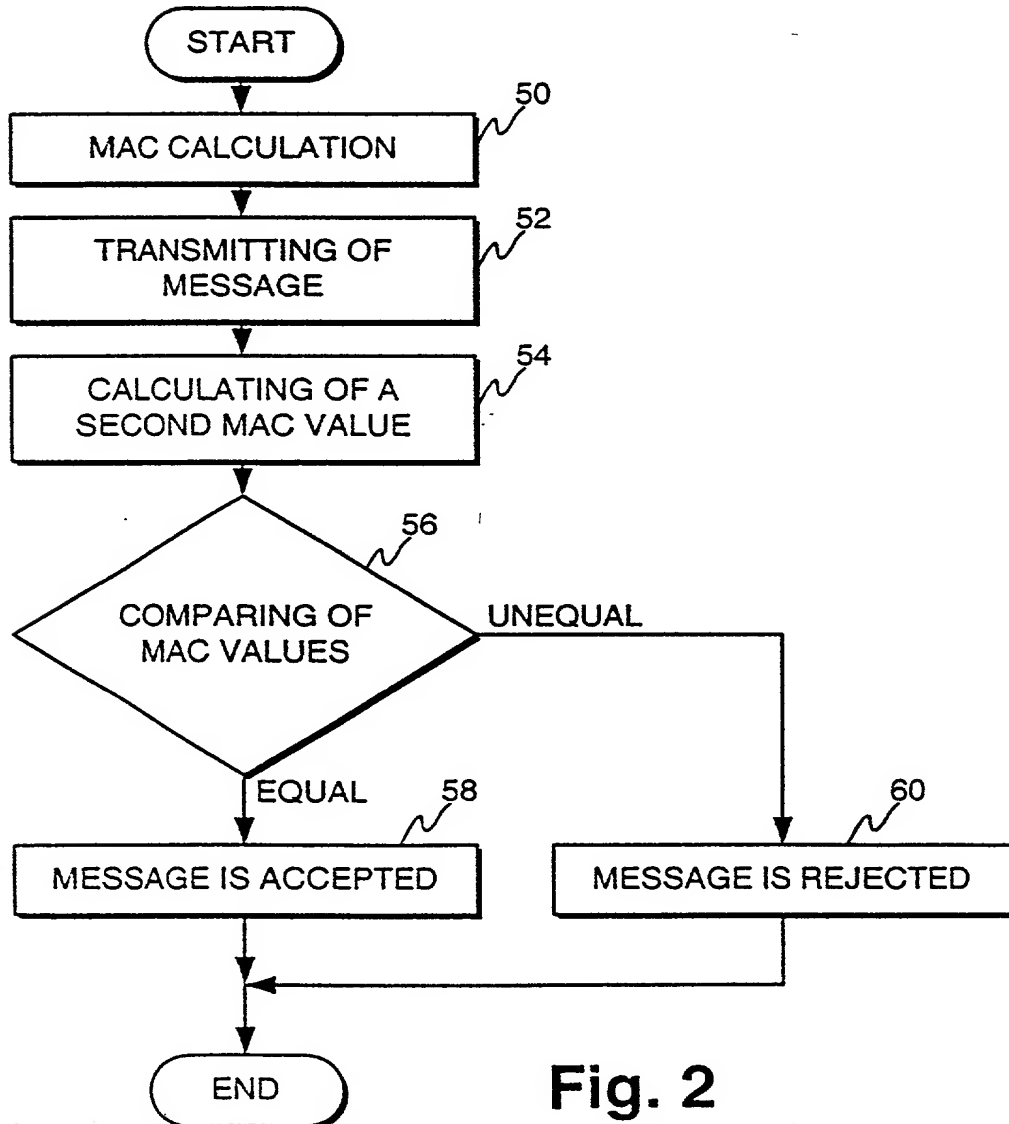 START
50
MAC CALCULATION
52
TRANSMITTING OF
MESSAGE
54
CALCULATING OF A
SECOND MAC VALUE
56
COMPARING OF
MAC VALUES
UNEQUAL
EQUAL
58
60
MESSAGE IS ACCEPTED
MESSAGE IS REJECTED
END
Fig. 2